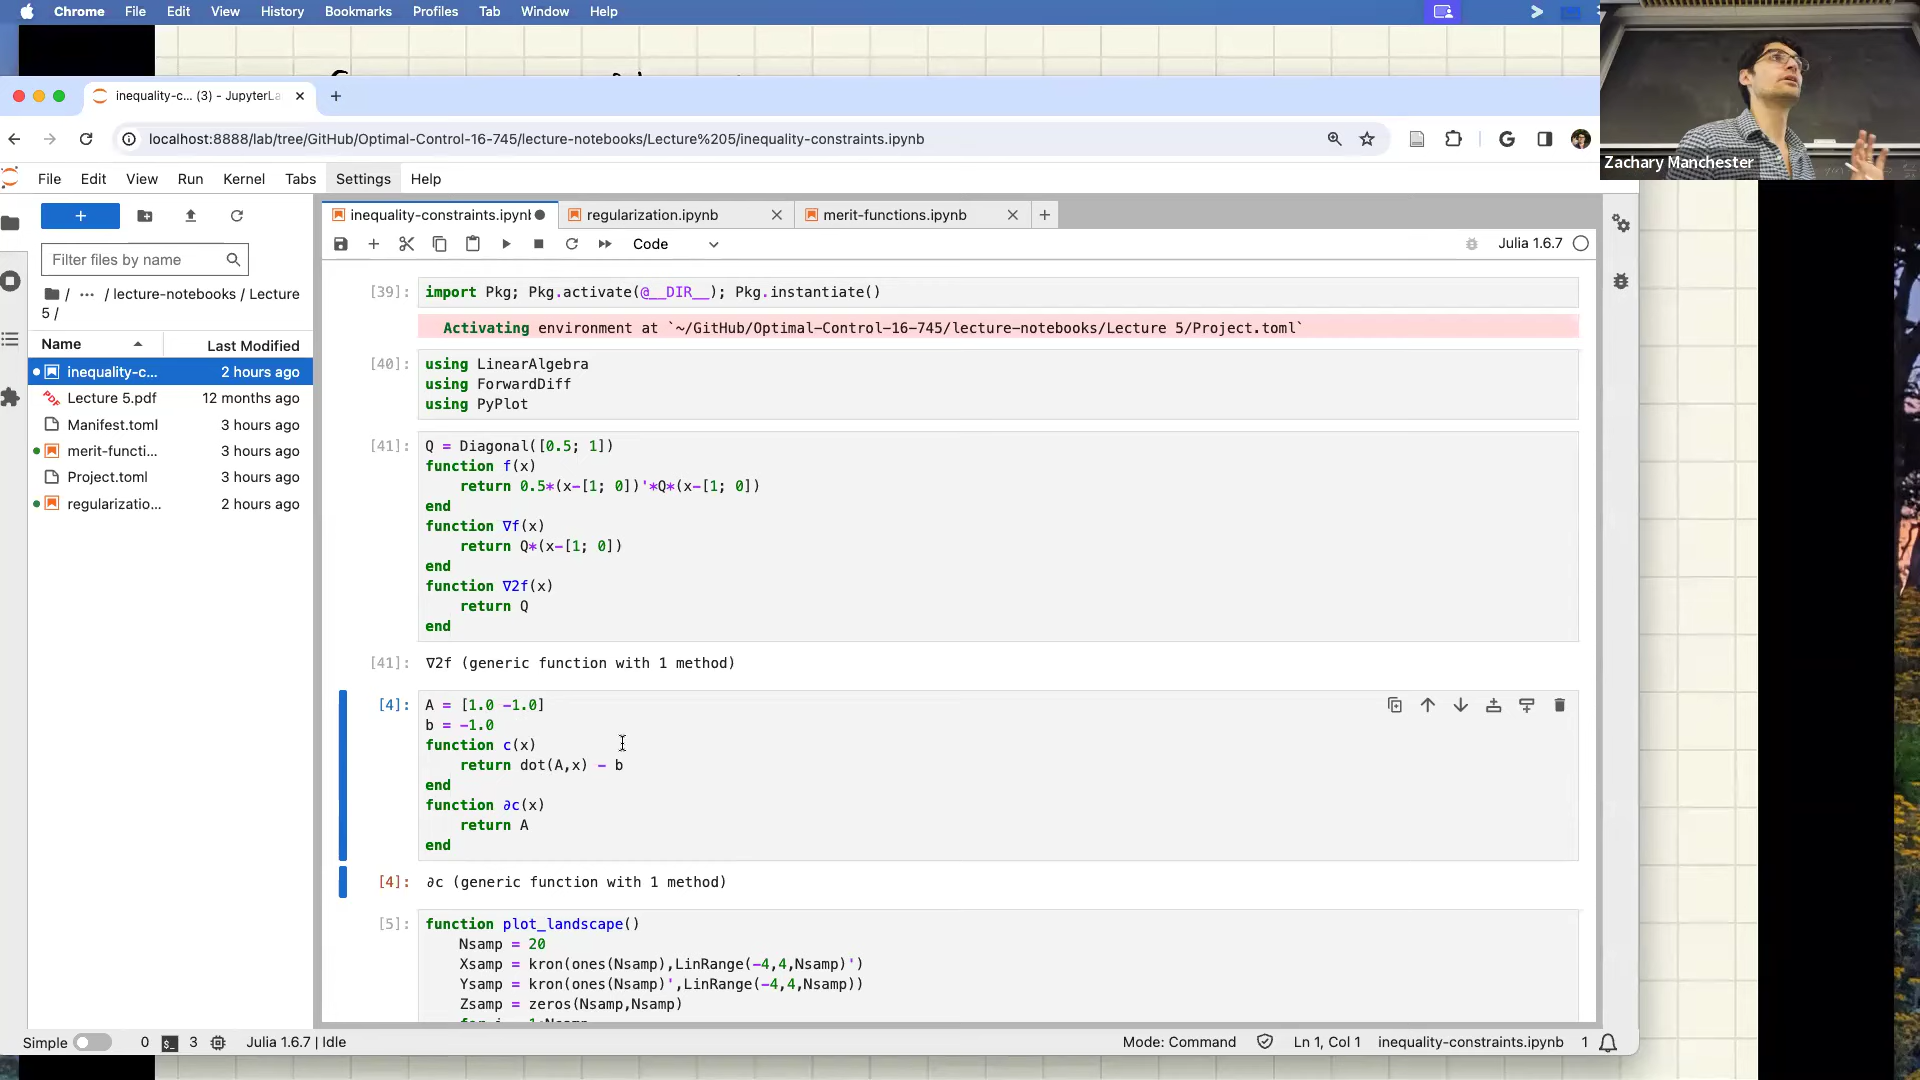 Chrome File Edit View History Bookmarks Profiles Tab Window Help
inequality-c... (3) - JupyterLa
localhost:8888/lab/tree/GitHub/Optimal-Control-16-745/lecture-notebooks/Lecture%205/inequality-constraints.ipynb
Zachary Manchester
File Edit View Run Kernel Tabs Settings Help
inequality-constraints.ipynb regularization.ipynb merit-functions.ipynb
Code
Julia 1.6.7
Filter files by name
/ ··· / lecture-notebooks / Lecture
5 /
Name Last Modified
inequality-c... 2 hours ago
Lecture 5.pdf 12 months ago
Manifest.toml 3 hours ago
merit-functi... 3 hours ago
Project.toml 3 hours ago
regularizatio... 2 hours ago
[39]: import Pkg; Pkg.activate(@__DIR__); Pkg.instantiate()
Activating environment at `~/GitHub/Optimal-Control-16-745/lecture-notebooks/Lecture 5/Project.toml`
[40]: using LinearAlgebra
using ForwardDiff
using PyPlot
[41]: Q = Diagonal([0.5; 1])
function f(x)
return 0.5*(x-[1; 0])'*Q*(x-[1; 0])
end
function ∇f(x)
return Q*(x-[1; 0])
end
function ∇2f(x)
return Q
end
[41]: ∇2f (generic function with 1 method)
[4]: A = [1.0 -1.0]
b = -1.0
function c(x)
return dot(A,x) - b
end
function ∂c(x)
return A
end
[4]: ∂c (generic function with 1 method)
[5]: function plot_landscape()
Nsamp = 20
Xsamp = kron(ones(Nsamp),LinRange(-4,4,Nsamp)')
Ysamp = kron(ones(Nsamp)',LinRange(-4,4,Nsamp))
Zsamp = zeros(Nsamp,Nsamp)
Simple 0 3 Julia 1.6.7 | Idle Mode: Command Ln 1, Col 1 inequality-constraints.ipynb 1